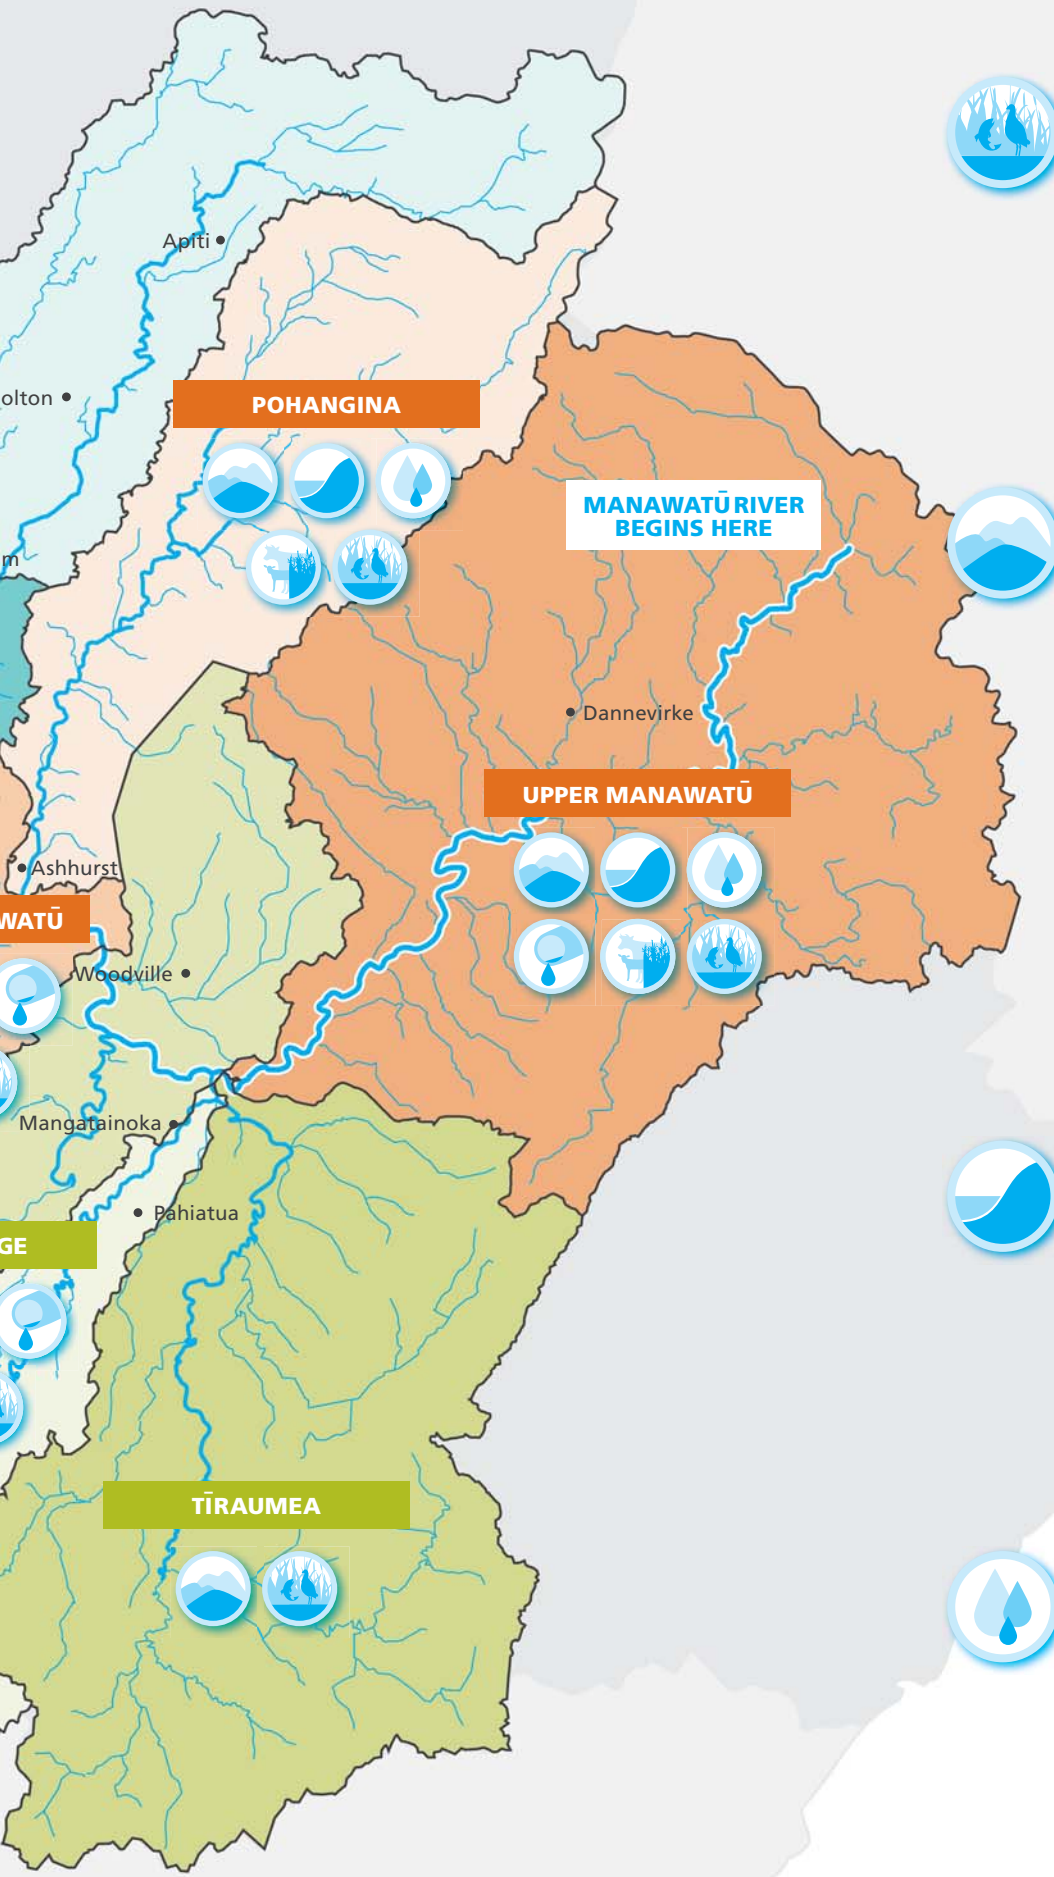 Apiti
olton
POHANGINA
MANAWATŪ RIVER
BEGINS HERE
m
Dannevirke
UPPER MANAWATŪ
Ashhurst
WATŪ
Woodville
Mangatainoka
Pahiatua
GE
TĪRAUMEA